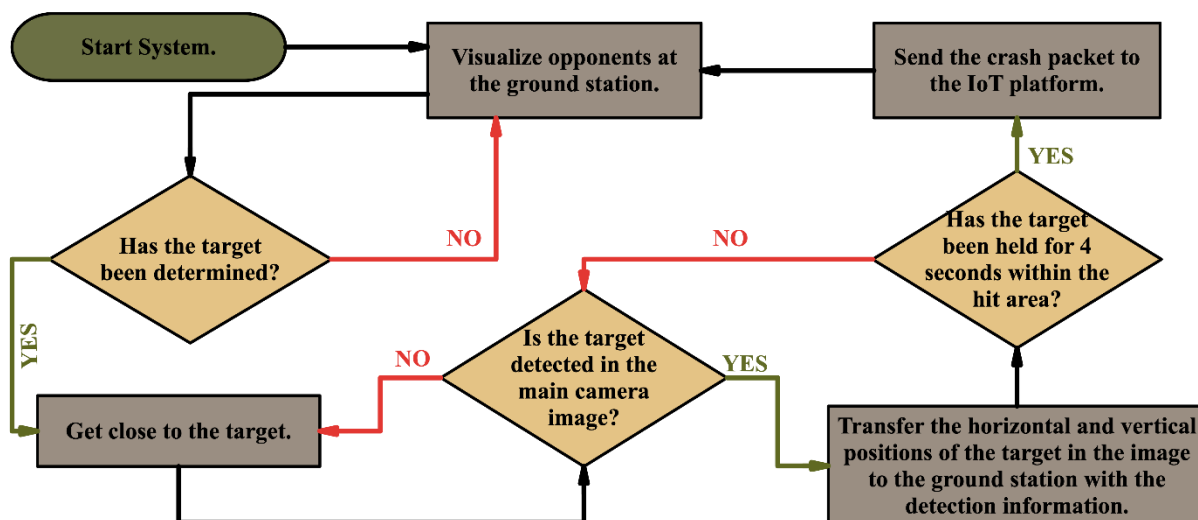 Start System.
Visualize opponents at
the ground station.
Send the crash packet to
the IoT platform.
YES
Has the target
been determined?
NO
NO
Has the target
been held for 4
seconds within the
hit area?
YES
NO
Is the target
detected in the
main camera
image?
YES
Get close to the target.
Transfer the horizontal and vertical
positions of the target in the image
to the ground station with the
detection information.